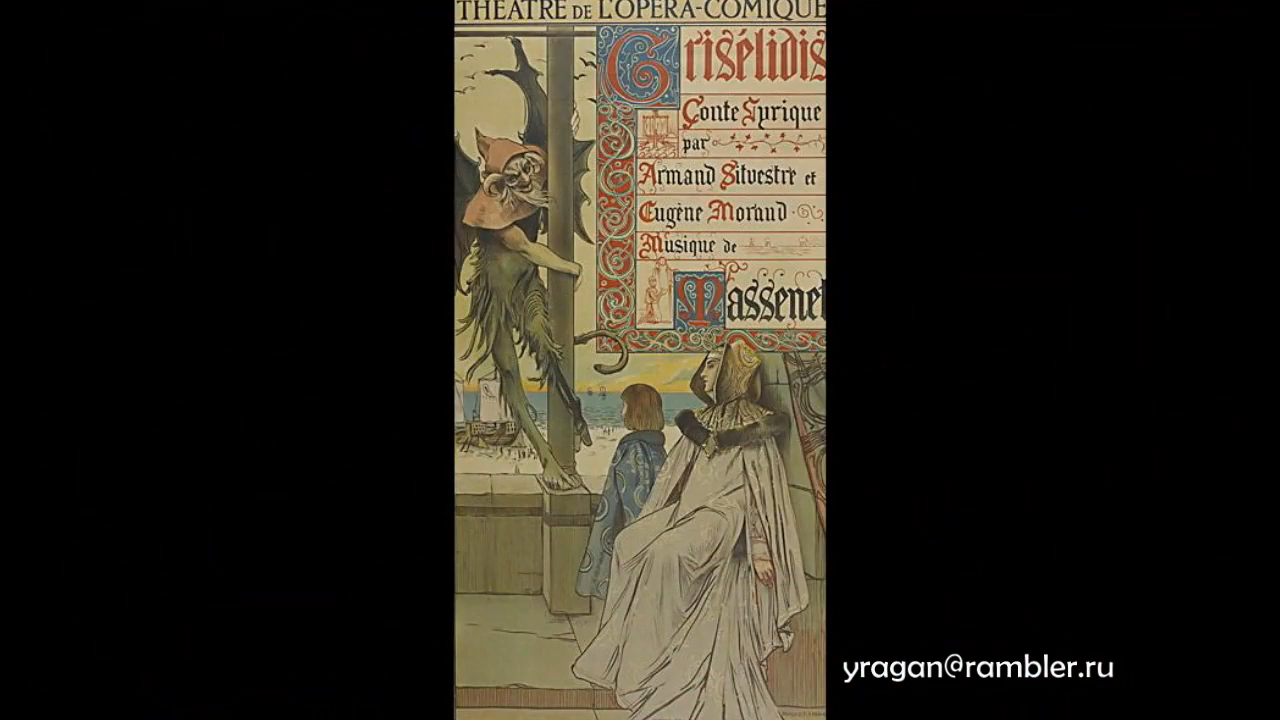 THÉATRE DE L'OPÉRA-COMIQUE
Grisélidis
Conte Lyrique
par
Armand Silvestre et
Eugène Morand
Musique de
Massenet
yragan@rambler.ru